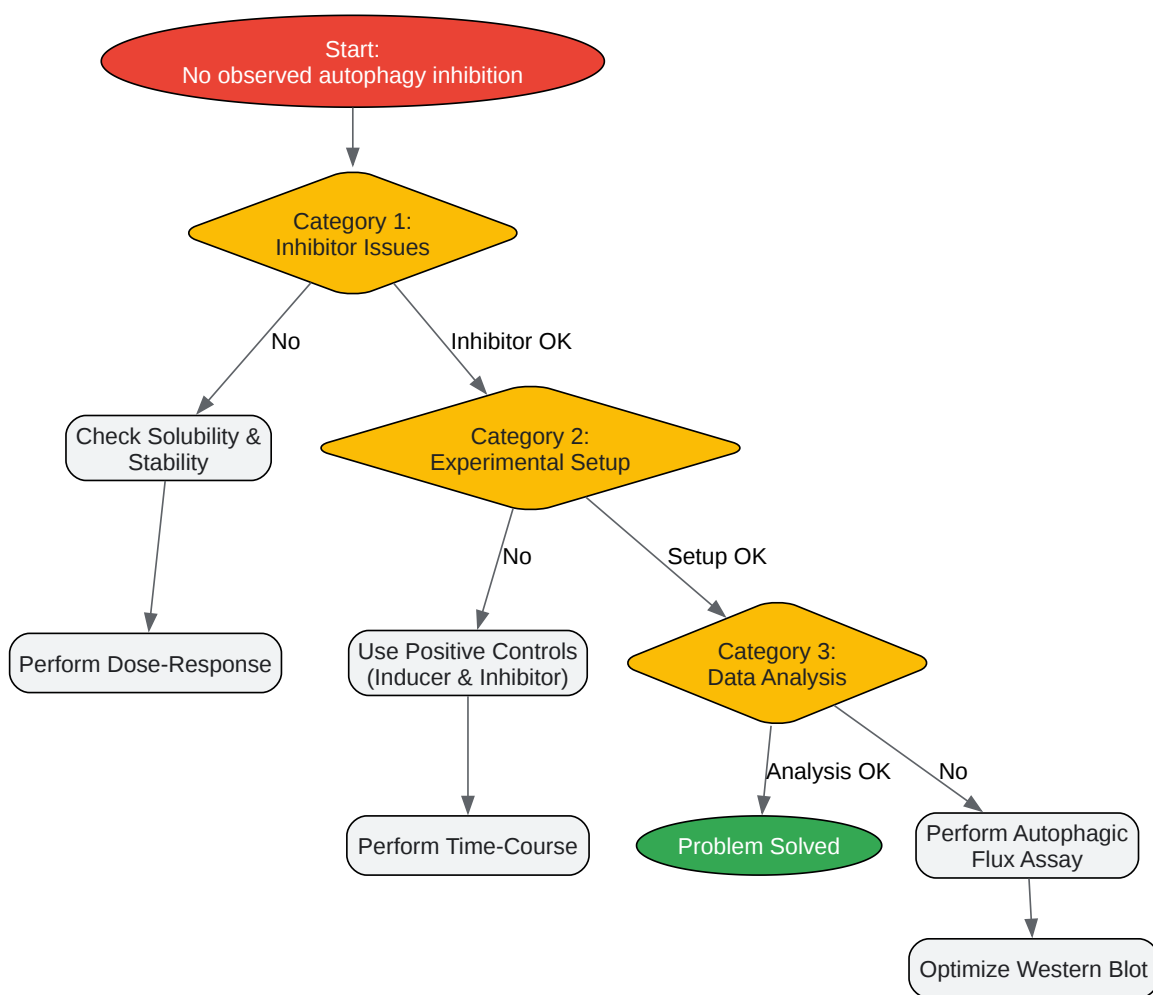 Start:
No observed autophagy inhibition
Category 1:
Inhibitor Issues
No
Inhibitor OK
Check Solubility &
Stability
Category 2:
Experimental Setup
No
Setup OK
Perform Dose-Response
Use Positive Controls
(Inducer & Inhibitor)
Category 3:
Data Analysis
Analysis OK
No
Perform Time-Course
Problem Solved
Perform Autophagic
Flux Assay
Optimize Western Blot